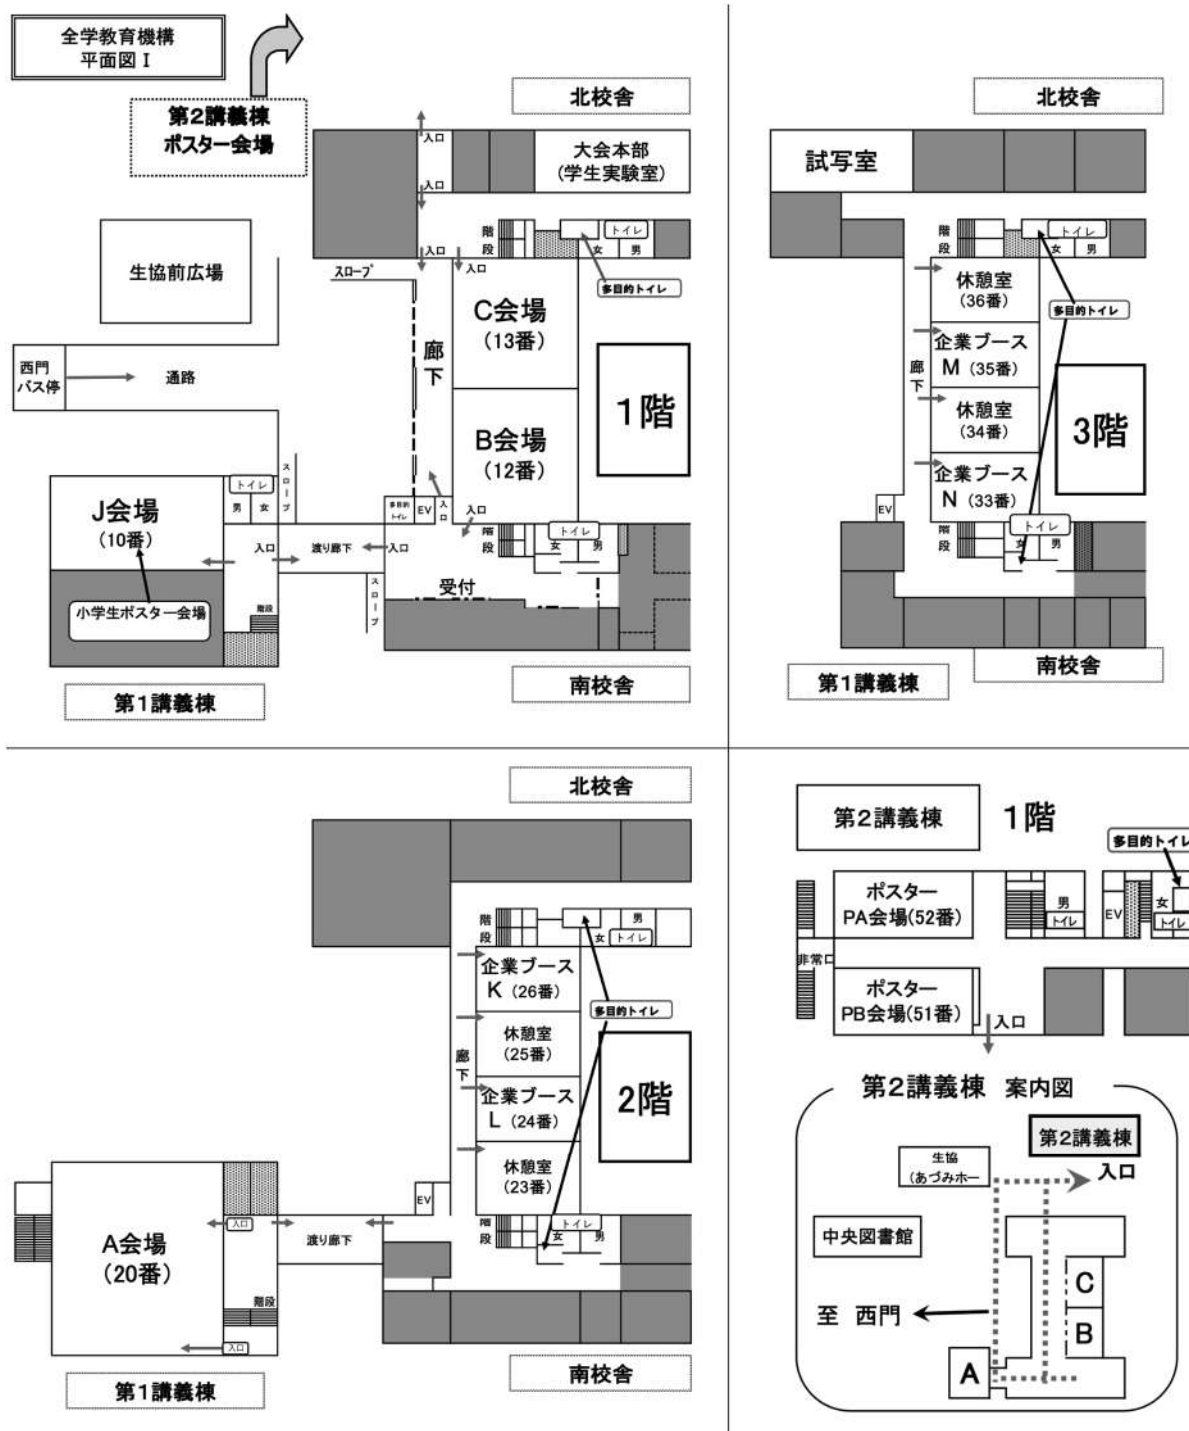 全学教育機構
平面図Ⅰ
第2講義棟
ポスター会場
北校舎
入口
大会本部
(学生実験室)
入口
入口
入口
階段
トイレ
女
男
多目的トイレ
スロープ
生協前広場
C会場
(13番)
廊下
西門
バス停
通路
1階
B会場
(12番)
スロープ
トイレ
男
女
J会場
(10番)
多目的
トイレ
EV
入口
入口
階段
トイレ
女
男
入口
渡り廊下
入口
受付
小学生ポスター会場
階段
スロープ
第1講義棟
南校舎
北校舎
試写室
階段
トイレ
女
男
休憩室
(36番)
多目的トイレ
企業ブース
M (35番)
廊下
休憩室
(34番)
3階
企業ブース
N (33番)
EV
階段
トイレ
女
男
第1講義棟
南校舎
北校舎
階段
男
女
トイレ
企業ブース
K (26番)
多目的トイレ
休憩室
(25番)
廊下
企業ブース
L (24番)
2階
休憩室
(23番)
EV
階段
トイレ
女
男
A会場
(20番)
入口
渡り廊下
階段
入口
第1講義棟
南校舎
第2講義棟
1階
多目的トイレ
ポスター
PA会場(52番)
男
トイレ
EV
女
トイレ
非常口
ポスター
PB会場(51番)
入口
第2講義棟 案内図
第2講義棟
生協
(あづみホー
入口
中央図書館
C
至 西門
B
A